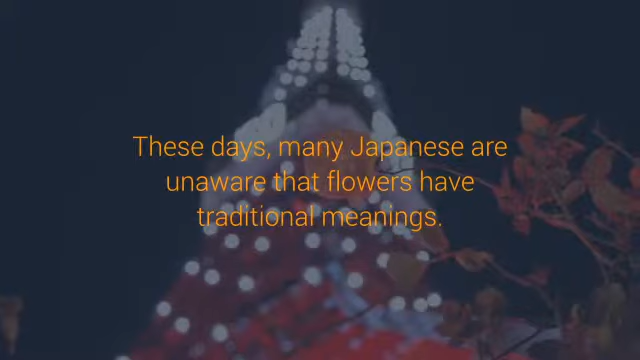 These days, many Japanese are
unaware that flowers have
traditional meanings.